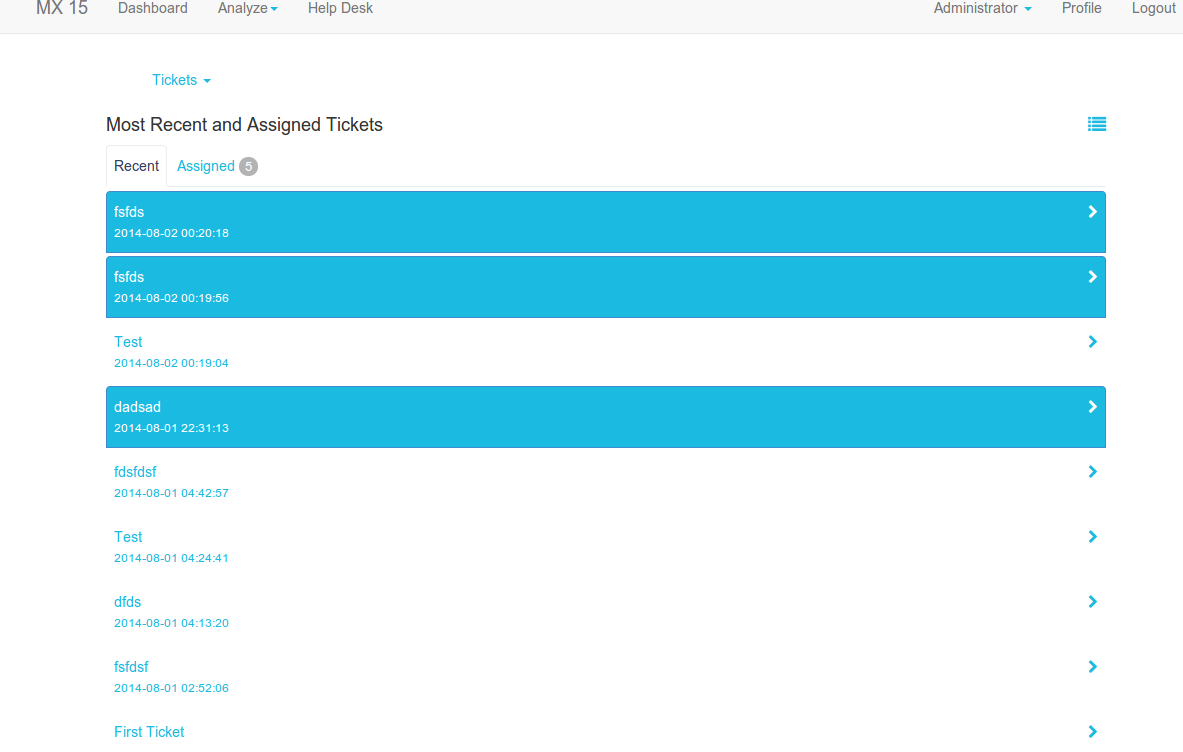 MX 15 Dashboard Analyze Help Desk Administrator Profile Logout
Tickets
Most Recent and Assigned Tickets
Recent Assigned 5
fsfds
2014-08-02 00:20:18
fsfds
2014-08-02 00:19:56
Test
2014-08-02 00:19:04
dadsad
2014-08-01 22:31:13
fdsfdsf
2014-08-01 04:42:57
Test
2014-08-01 04:24:41
dfds
2014-08-01 04:13:20
fsfdsf
2014-08-01 02:52:06
First Ticket